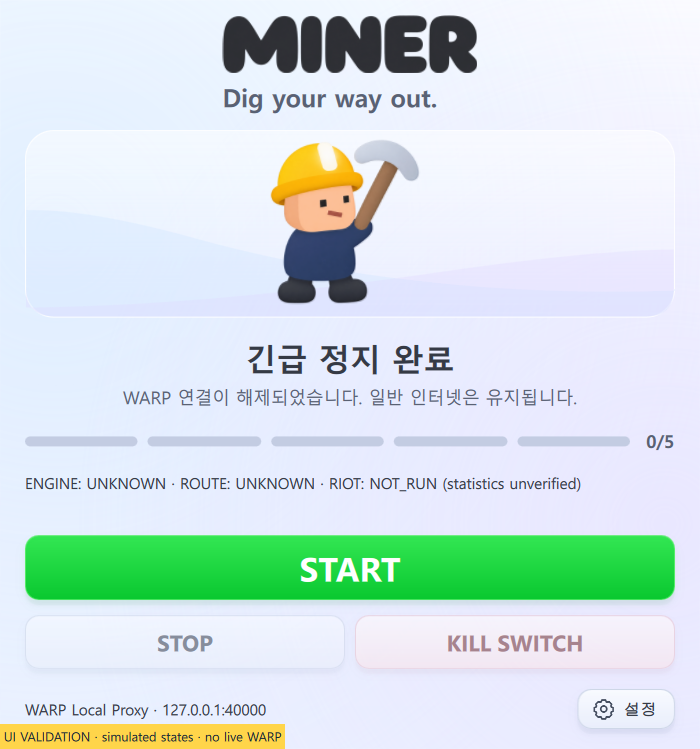 MINER
Dig your way out.
긴급 정지 완료
WARP 연결이 해제되었습니다. 일반 인터넷은 유지됩니다.
0/5
ENGINE: UNKNOWN · ROUTE: UNKNOWN · RIOT: NOT_RUN (statistics unverified)
START
STOP
KILL SWITCH
WARP Local Proxy · 127.0.0.1:40000
설정
UI VALIDATION · simulated states · no live WARP